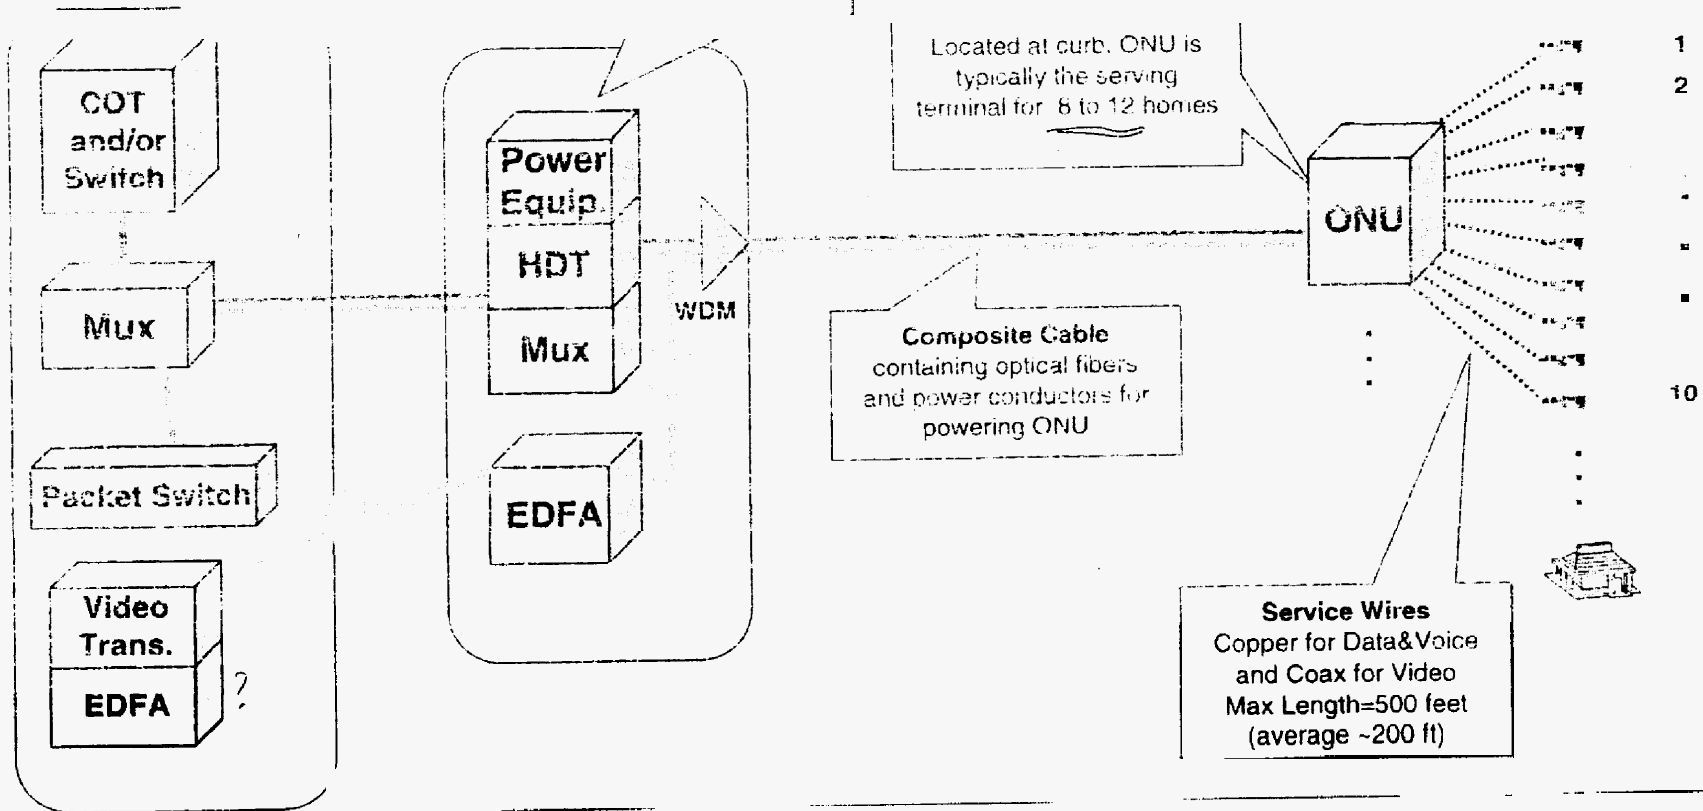 COT
and/or
Switch
Mux
Packet Switch
Video
Trans.
EDFA
?
Power
Equip.
HDT
Mux
EDFA
WDM
Located at curb. ONU is
typically the serving
terminal for 8 to 12 homes
ONU
Composite Cable
containing optical fibers
and power conductors for
powering ONU
Service Wires
Copper for Data&Voice
and Coax for Video
Max Length=500 feet
(average ~200 ft)
1
2
10